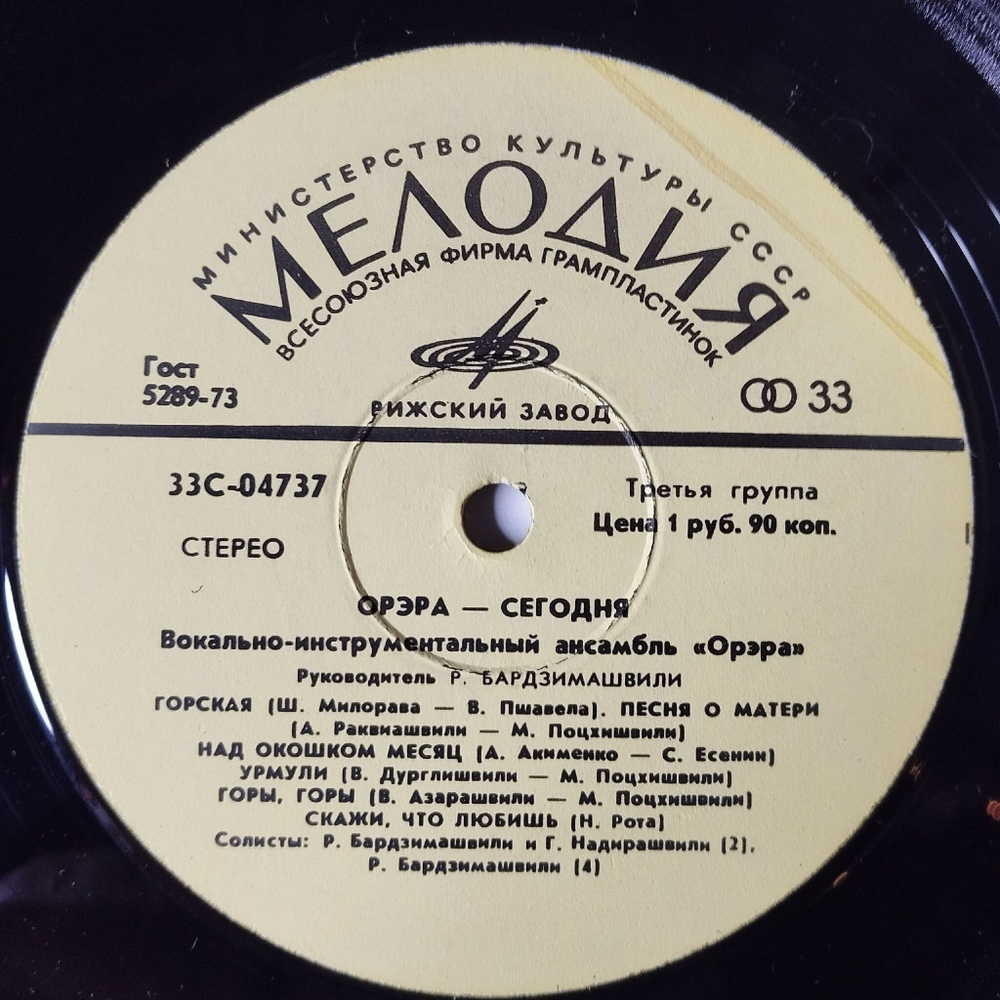 МИНИСТЕРСТВО КУЛЬТУРЫ СССР
МЕЛОДИЯ
ВСЕСОЮЗНАЯ ФИРМА ГРАМПЛАСТИНОК
Гост
5289-73
РИЖСКИЙ ЗАВОД
33
33С-04737
Третья группа
Цена 1 руб. 90 коп.
СТЕРЕО
ОРЭРА — СЕГОДНЯ
Вокально-инструментальный ансамбль «Орэра»
Руководитель Р. БАРДЗИМАШВИЛИ
ГОРСКАЯ (Ш. Милорава — В. Пшавела). ПЕСНЯ О МАТЕРИ
(А. Раквиашвили — М. Поцхишвили)
НАД ОКОШКОМ МЕСЯЦ (А. Акименко — С. Есенин)
УРМУЛИ (В. Дурглишвили — М. Поцхишвили)
ГОРЫ, ГОРЫ (В. Азарашвили — М. Поцхишвили)
СКАЖИ, ЧТО ЛЮБИШЬ (Н. Рота)
Солисты: Р. Бардзимашвили и Г. Надирашвили (2),
Р. Бардзимашвили (4)